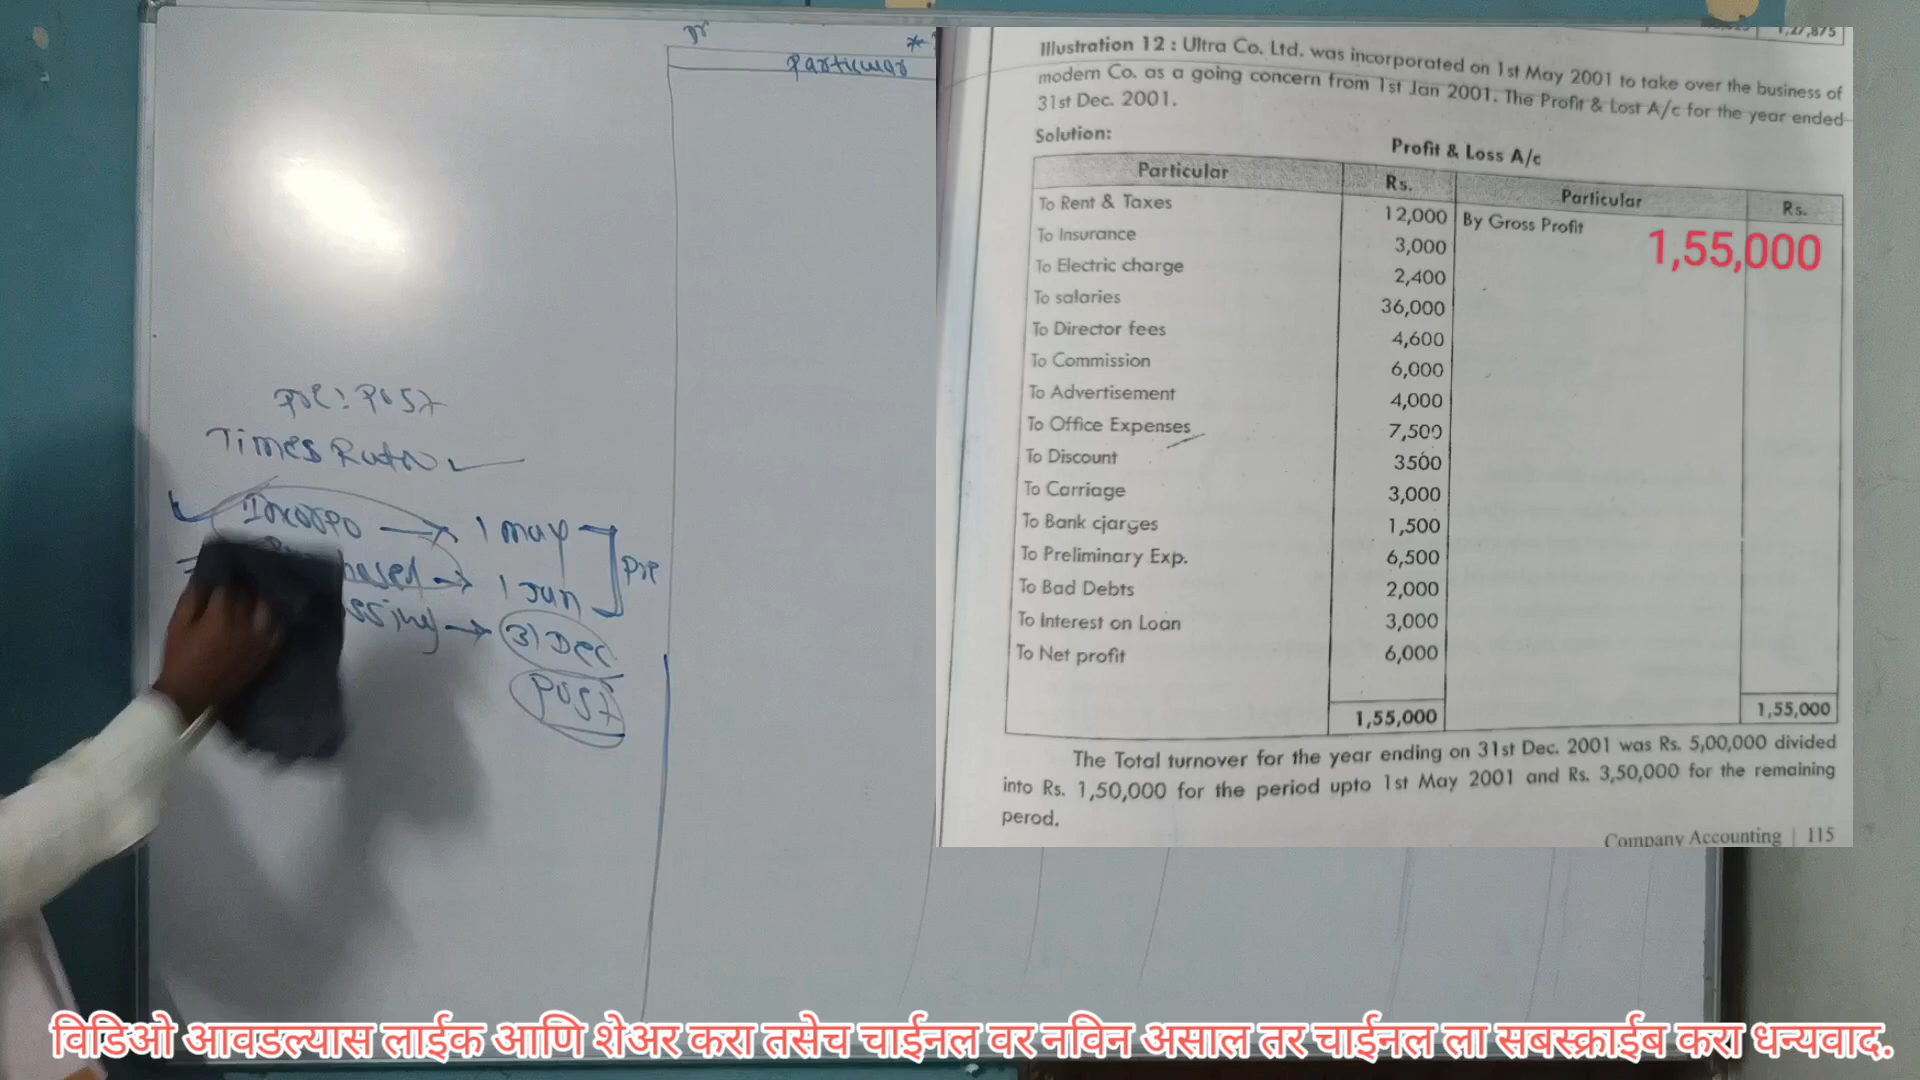 Dr
Particular
Pre : Post
Times Ratio
Incorpo → 1 may
→ 1 Jan
Pre
→ 31 Dec
Post
Illustration 12 : Ultra Co. Ltd. was incorporated on 1st May 2001 to take over the business of
modern Co. as a going concern from 1st Jan 2001. The Profit & Lost A/c for the year ended
31st Dec. 2001.
Solution:
Profit & Loss A/c
Particular Rs. Particular Rs.
To Rent & Taxes 12,000 By Gross Profit 1,55,000
To Insurance 3,000
To Electric charge 2,400
To salaries 36,000
To Director fees 4,600
To Commission 6,000
To Advertisement 4,000
To Office Expenses 7,500
To Discount 3500
To Carriage 3,000
To Bank cjarges 1,500
To Preliminary Exp. 6,500
To Bad Debts 2,000
To Interest on Loan 3,000
To Net profit 6,000
1,55,000 1,55,000
The Total turnover for the year ending on 31st Dec. 2001 was Rs. 5,00,000 divided
into Rs. 1,50,000 for the period upto 1st May 2001 and Rs. 3,50,000 for the remaining
perod.
Company Accounting | 115
विडिओ आवडल्यास लाईक आणि शेअर करा तसेच चाईनल वर नविन असाल तर चाईनल ला सबस्क्राईब करा धन्यवाद.